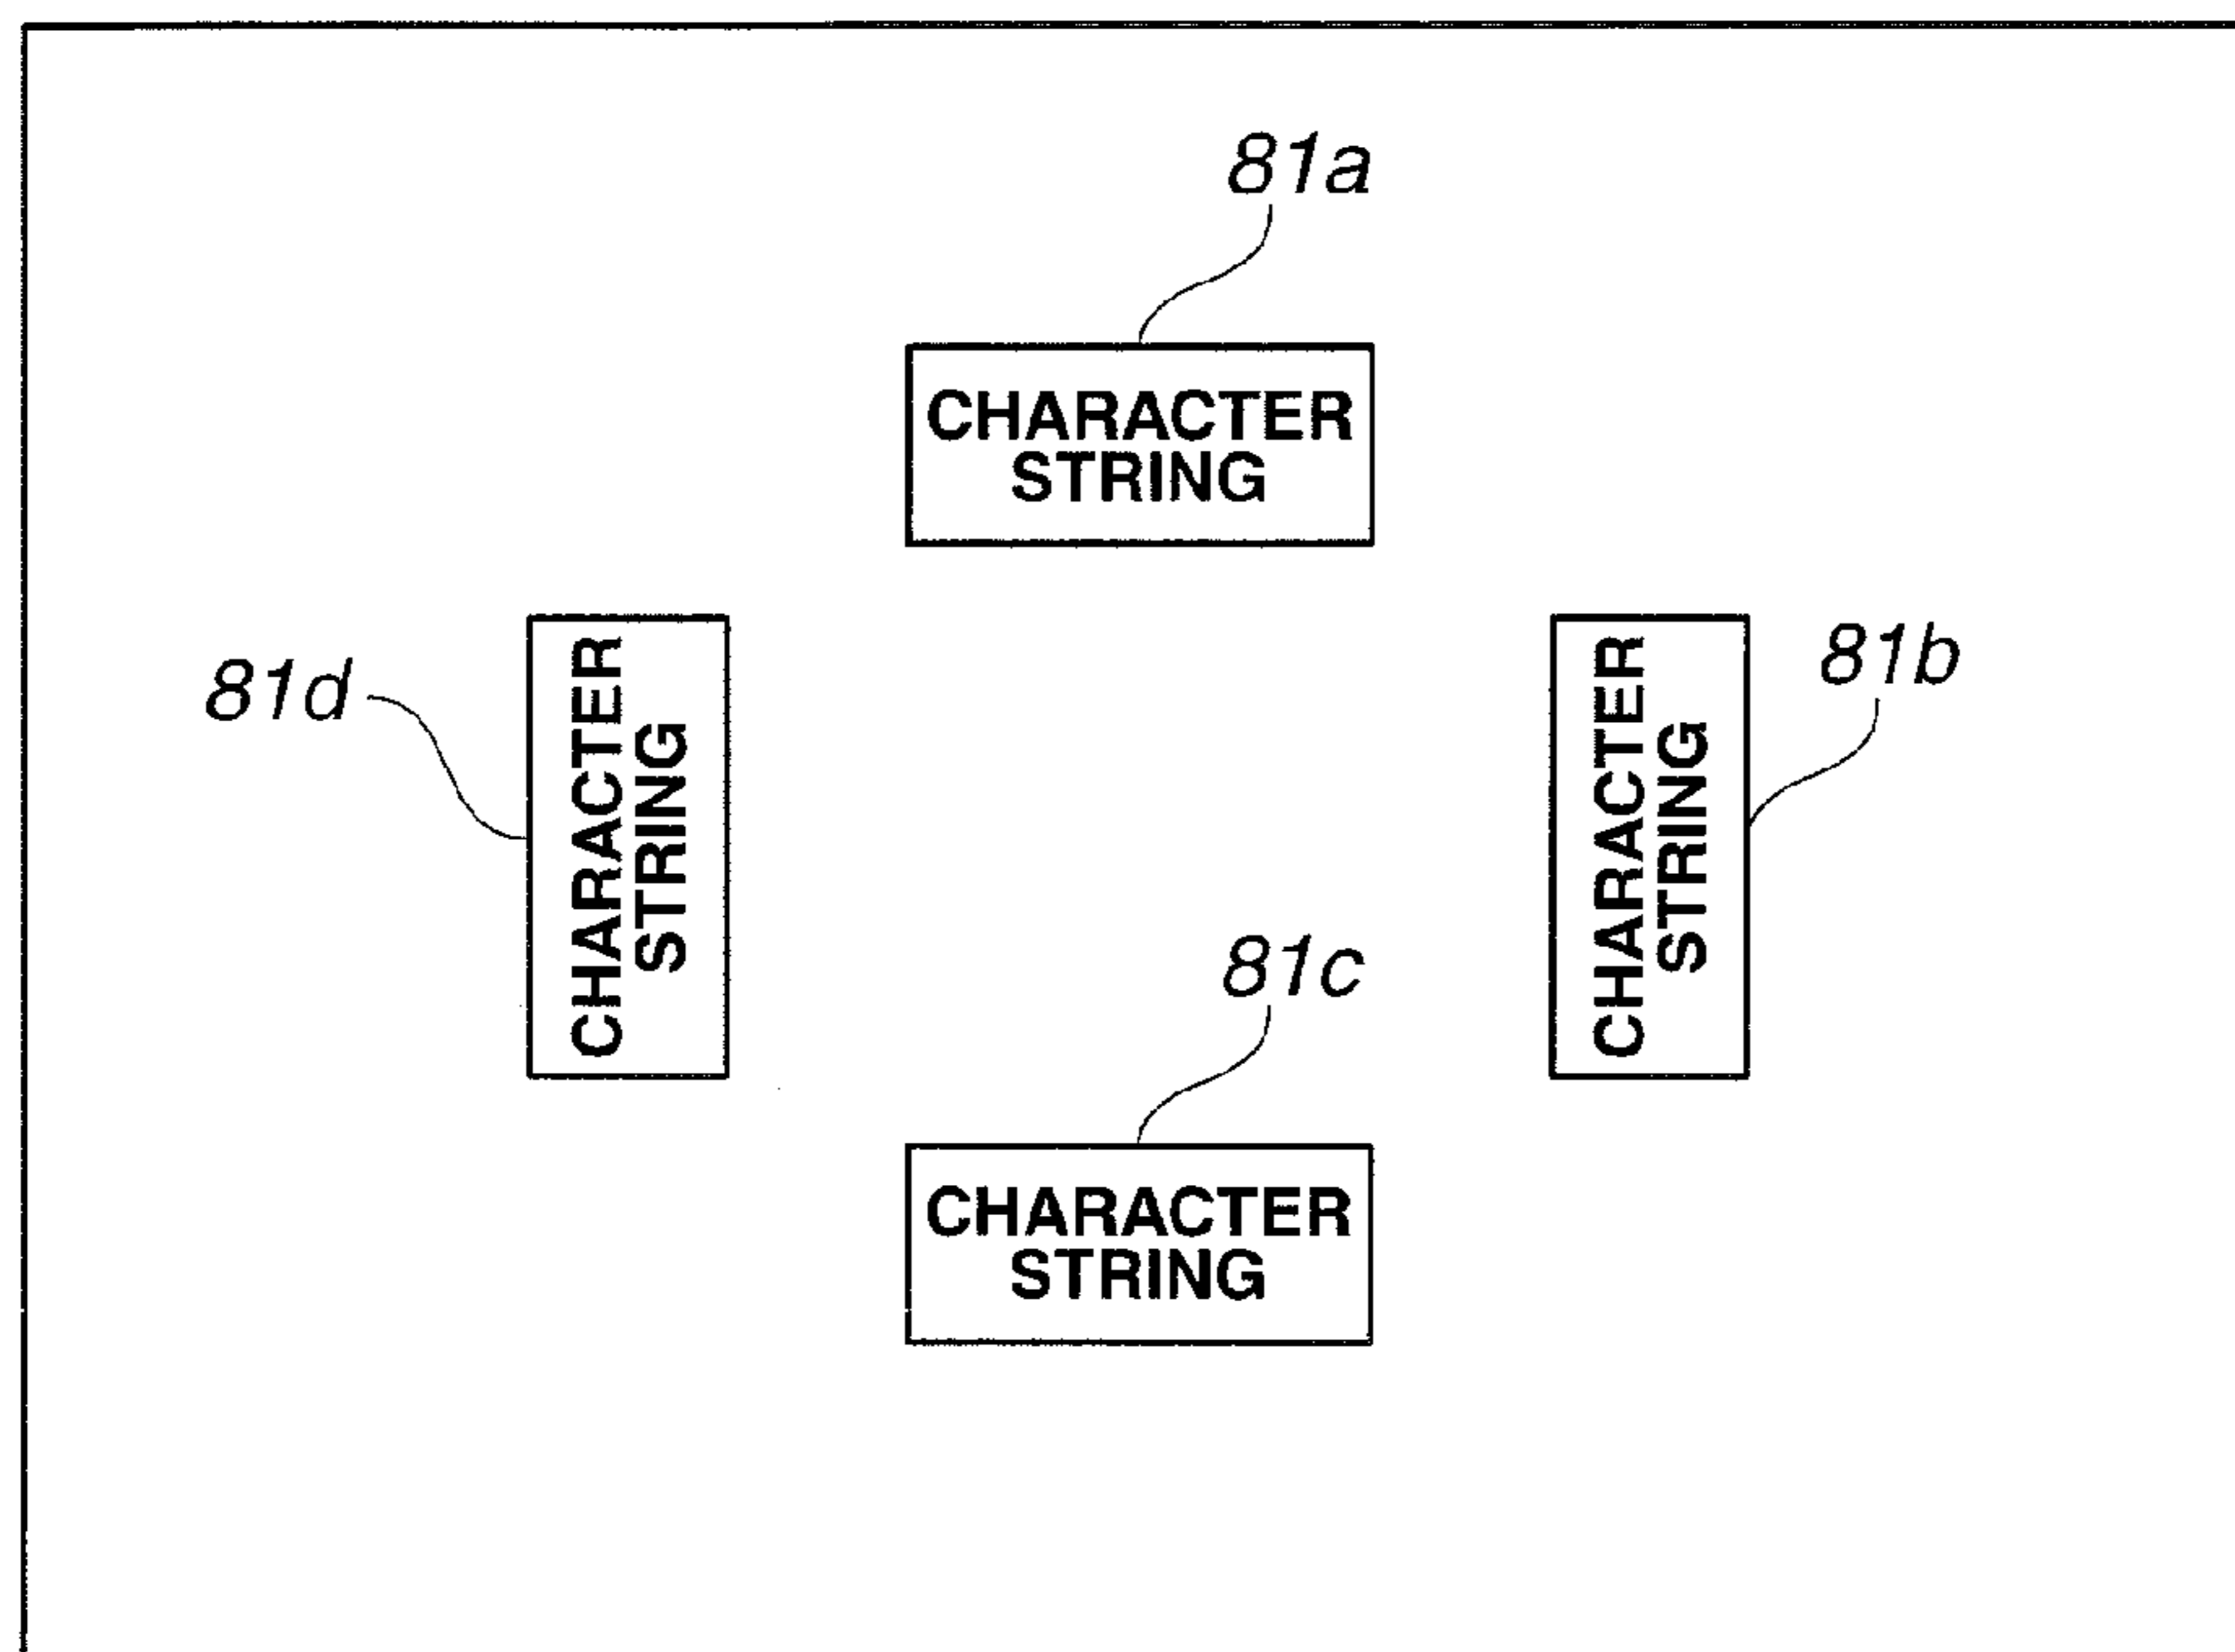 81a
CHARACTER
STRING
81d
CHARACTER
STRING
81b
CHARACTER
STRING
81c
CHARACTER
STRING